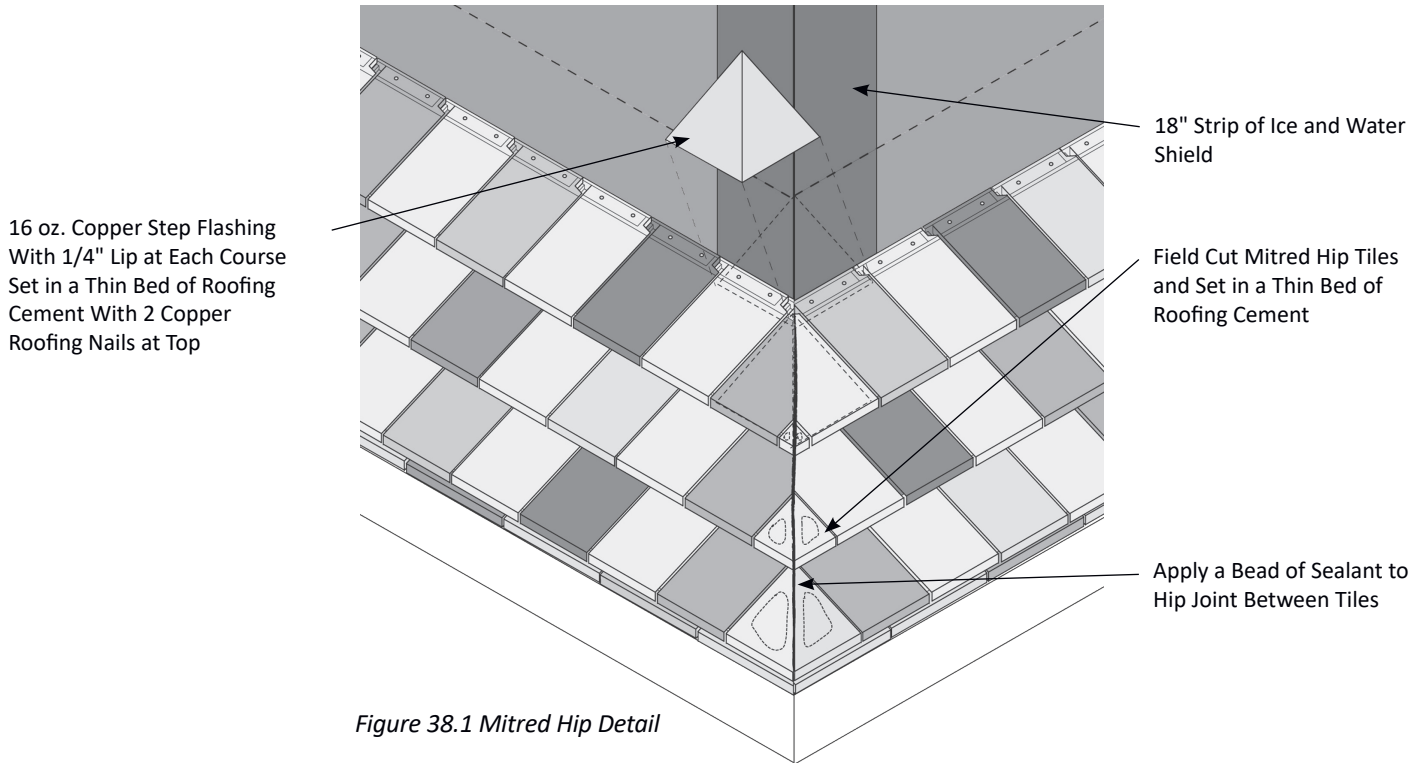 18" Strip of Ice and Water
Shield
16 oz. Copper Step Flashing
With 1/4" Lip at Each Course
Set in a Thin Bed of Roofing
Cement With 2 Copper
Roofing Nails at Top
Field Cut Mitred Hip Tiles
and Set in a Thin Bed of
Roofing Cement
Apply a Bead of Sealant to
Hip Joint Between Tiles
Figure 38.1 Mitred Hip Detail